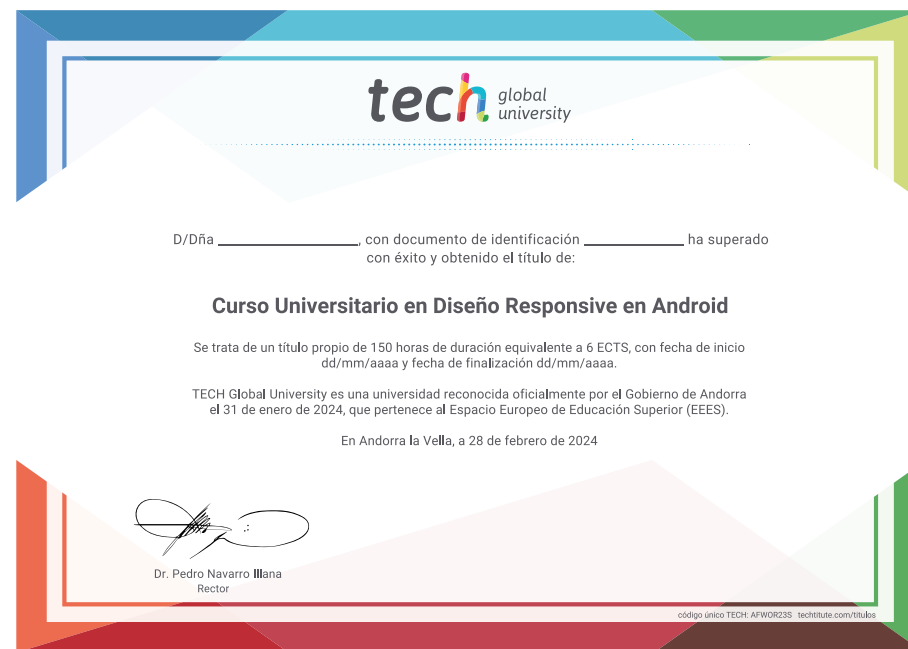 tech global university
D/Dña ____________________, con documento de identificación ______________ ha superado
con éxito y obtenido el título de:
Curso Universitario en Diseño Responsive en Android
Se trata de un título propio de 150 horas de duración equivalente a 6 ECTS, con fecha de inicio
dd/mm/aaaa y fecha de finalización dd/mm/aaaa.
TECH Global University es una universidad reconocida oficialmente por el Gobierno de Andorra
el 31 de enero de 2024, que pertenece al Espacio Europeo de Educación Superior (EEES).
En Andorra la Vella, a 28 de febrero de 2024
Dr. Pedro Navarro Illana
Rector
código único TECH: AFWOR23S techtitute.com/titulos